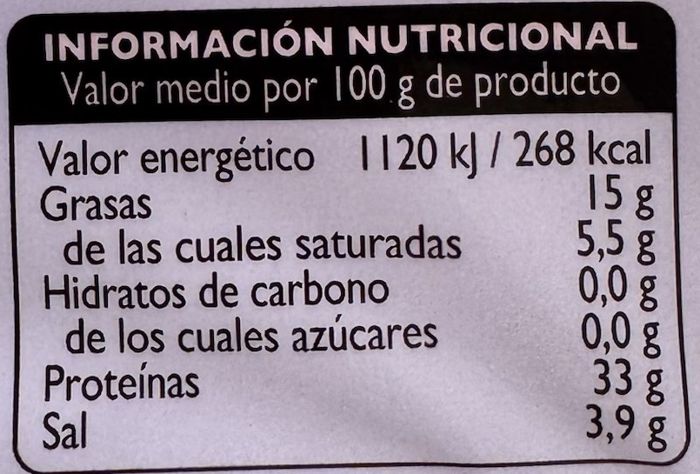 INFORMACIÓN NUTRICIONAL
Valor medio por 100 g de producto
Valor energético 1120 kJ / 268 kcal
Grasas 15 g
de las cuales saturadas 5,5 g
Hidratos de carbono 0,0 g
de los cuales azúcares 0,0 g
Proteínas 33 g
Sal 3,9 g